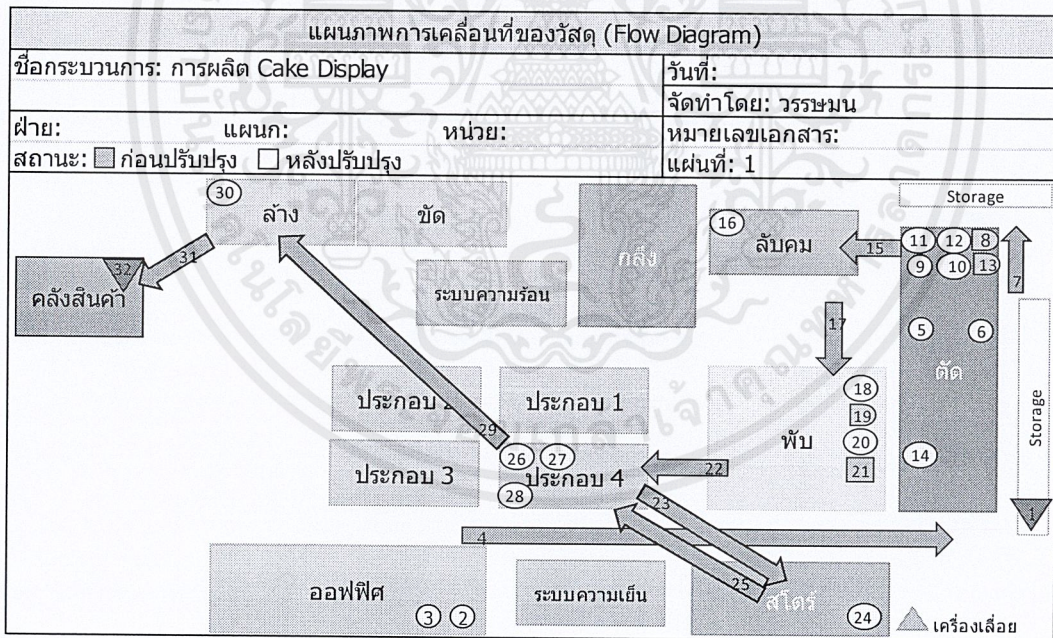 แผนภาพการเคลื่อนที่ของวัสดุ (Flow Diagram)
ชื่อกระบวนการ: การผลิต Cake Display
วันที่:
จัดทำโดย: วรรษมน
ฝ่าย: แผนก: หน่วย:
หมายเลขเอกสาร:
สถานะ: ก่อนปรับปรุง หลังปรับปรุง
แผ่นที่: 1
30 ล้าง
ขัด
กลึง
16 ลับคม
Storage
11 12 8
9 10 13
15
7
31
32
คลังสินค้า
ระบบความร้อน
17
5 6
ตัด
Storage
ประกอบ 2
ประกอบ 1
18
19
พับ
20
21
14
29
26 27
ประกอบ 3
ประกอบ 4
28
22
23
1
4
25
ออฟฟิศ
3 2
ระบบความเย็น
สโตร์
24
เครื่องเลื่อย